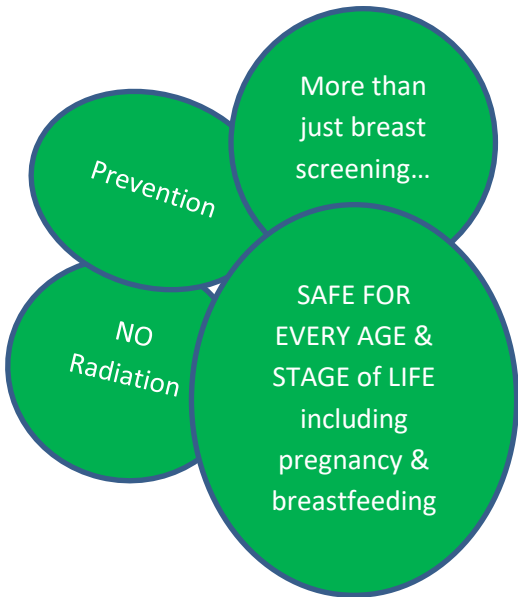 More than
just breast
screening…
Prevention
NO
Radiation
SAFE FOR
EVERY AGE &
STAGE of LIFE
including
pregnancy &
breastfeeding